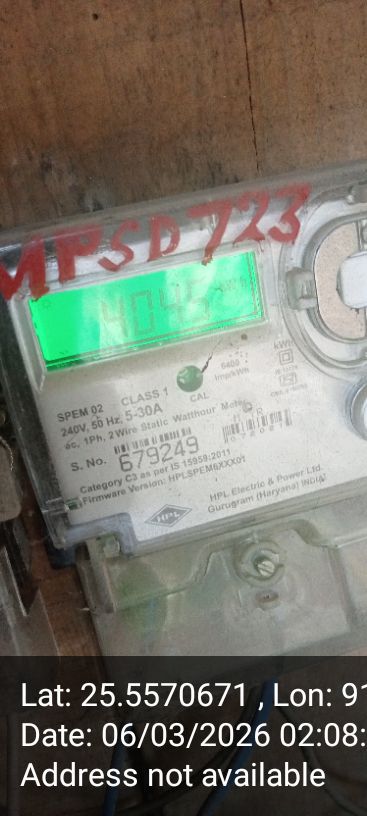 MPSD723
4045 kWh
CLASS 1
SPEM 02
240V, 50 Hz, 5-30A
CAL
6400
Imp/kWh
kWh
ac, 1Ph, 2Wire Static Watthour Meter
S. No. 679249
Category C3 as per IS 15959:2011
Firmware Version: HPLSPEM6XXX01
HPL
HPL Electric & Power Ltd.
Gurugram (Haryana) INDIA
Lat: 25.5570671 , Lon: 91
Date: 06/03/2026 02:08:
Address not available